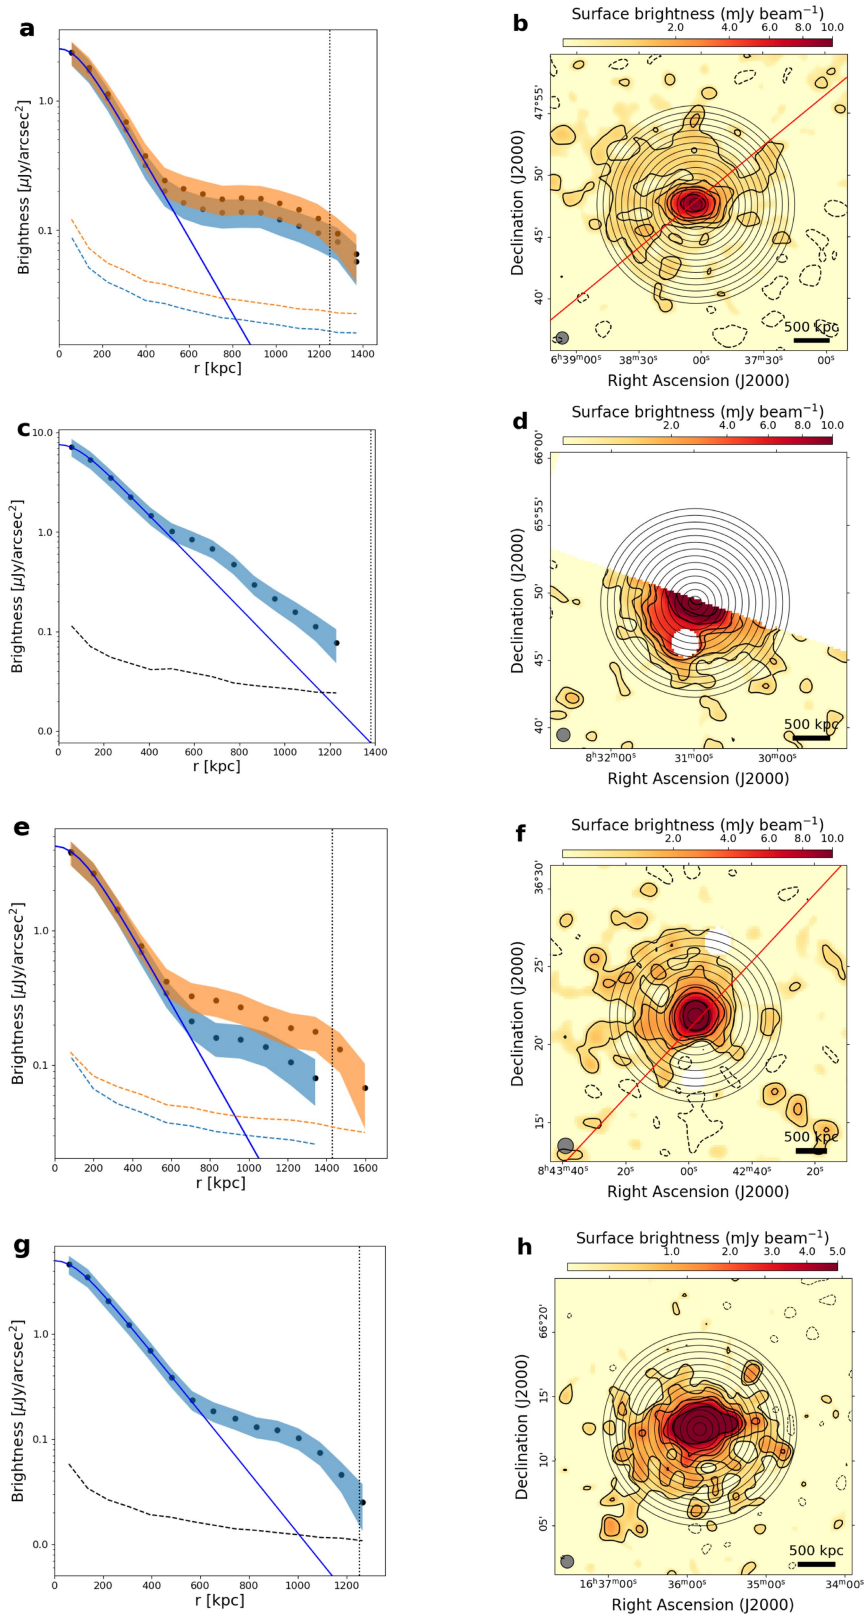 a
Brightness [μJy/arcsec²]
1.0
0.1
0 200 400 600 800 1000 1200 1400
r [kpc]
b
Surface brightness (mJy beam⁻¹)
2.0 4.0 6.0 8.0 10.0
Declination (J2000)
47°55'
50'
45'
40'
500 kpc
6ʰ39ᵐ00ˢ 38ᵐ30ˢ 00ˢ 37ᵐ30ˢ 00ˢ
Right Ascension (J2000)
c
Brightness [μJy/arcsec²]
10.0
1.0
0.1
0.0
0 200 400 600 800 1000 1200 1400
r [kpc]
d
Surface brightness (mJy beam⁻¹)
2.0 4.0 6.0 8.0 10.0
Declination (J2000)
66°00'
65°55'
50'
45'
40'
500 kpc
8ʰ32ᵐ00ˢ 31ᵐ00ˢ 30ᵐ00ˢ
Right Ascension (J2000)
e
Brightness [μJy/arcsec²]
1.0
0.1
0 200 400 600 800 1000 1200 1400 1600
r [kpc]
f
Surface brightness (mJy beam⁻¹)
2.0 4.0 6.0 8.0 10.0
Declination (J2000)
36°30'
25'
20'
15'
500 kpc
8ʰ43ᵐ40ˢ 20ˢ 00ˢ 42ᵐ40ˢ 20ˢ
Right Ascension (J2000)
g
Brightness [μJy/arcsec²]
1.0
0.1
0.0
0 200 400 600 800 1000 1200
r [kpc]
h
Surface brightness (mJy beam⁻¹)
1.0 2.0 3.0 4.0 5.0
Declination (J2000)
66°20'
15'
10'
05'
500 kpc
16ʰ37ᵐ00ˢ 36ᵐ00ˢ 35ᵐ00ˢ 34ᵐ00ˢ
Right Ascension (J2000)